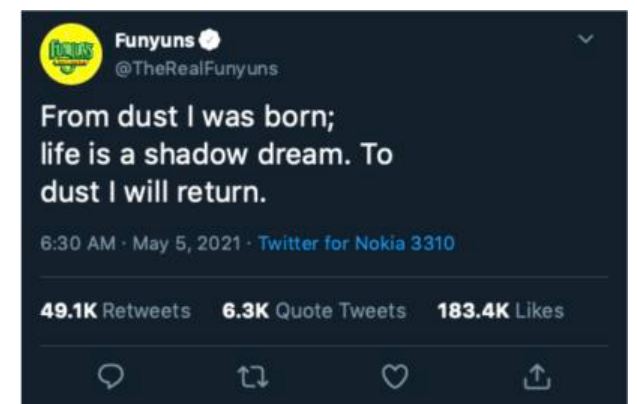 FUNYUNS
Funyuns
@TheRealFunyuns
From dust I was born;
life is a shadow dream. To
dust I will return.
6:30 AM · May 5, 2021 · Twitter for Nokia 3310
49.1K Retweets 6.3K Quote Tweets 183.4K Likes